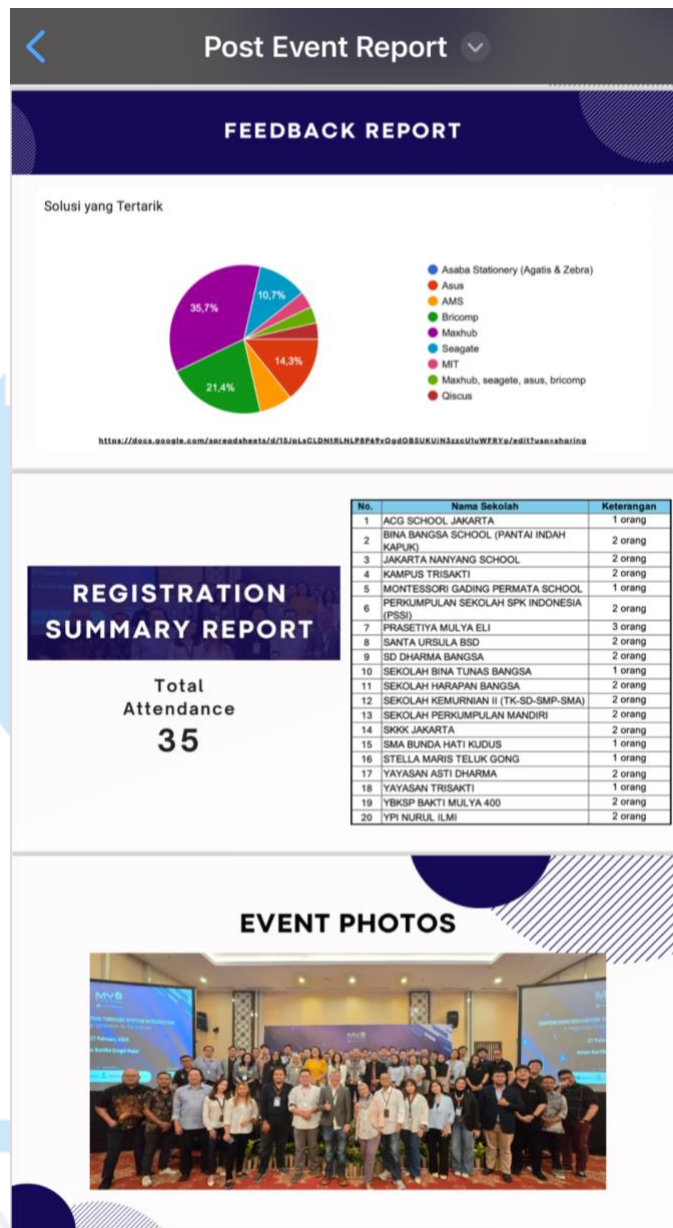 Post Event Report
FEEDBACK REPORT
Solusi yang Tertarik
35,7%
10,7%
14,3%
21,4%
Asaba Stationery (Agatis & Zebra)
Asus
AMS
Bricomp
Maxhub
Seagate
MIT
Maxhub, seagete, asus, bricomp
Qiscus
REGISTRATION
SUMMARY REPORT
Total
Attendance
35
No. Nama Sekolah Keterangan
1 ACG SCHOOL JAKARTA 1 orang
2 BINA BANGSA SCHOOL (PANTAI INDAH
KAPUK) 2 orang
3 JAKARTA NANYANG SCHOOL 2 orang
4 KAMPUS TRISAKTI 2 orang
5 MONTESSORI GADING PERMATA SCHOOL 1 orang
6 PERKUMPULAN SEKOLAH SPK INDONESIA
(PSSI) 2 orang
7 PRASETIYA MULYA ELI 3 orang
8 SANTA URSULA BSD 2 orang
9 SD DHARMA BANGSA 2 orang
10 SEKOLAH BINA TUNAS BANGSA 1 orang
11 SEKOLAH HARAPAN BANGSA 2 orang
12 SEKOLAH KEMURNIAN II (TK-SD-SMP-SMA) 2 orang
13 SEKOLAH PERKUMPULAN MANDIRI 2 orang
14 SKKK JAKARTA 2 orang
15 SMA BUNDA HATI KUDUS 1 orang
16 STELLA MARIS TELUK GONG 1 orang
17 YAYASAN ASTI DHARMA 2 orang
18 YAYASAN TRISAKTI 1 orang
19 YBKSP BAKTI MULYA 400 2 orang
20 YPI NURUL ILMI 2 orang
EVENT PHOTOS